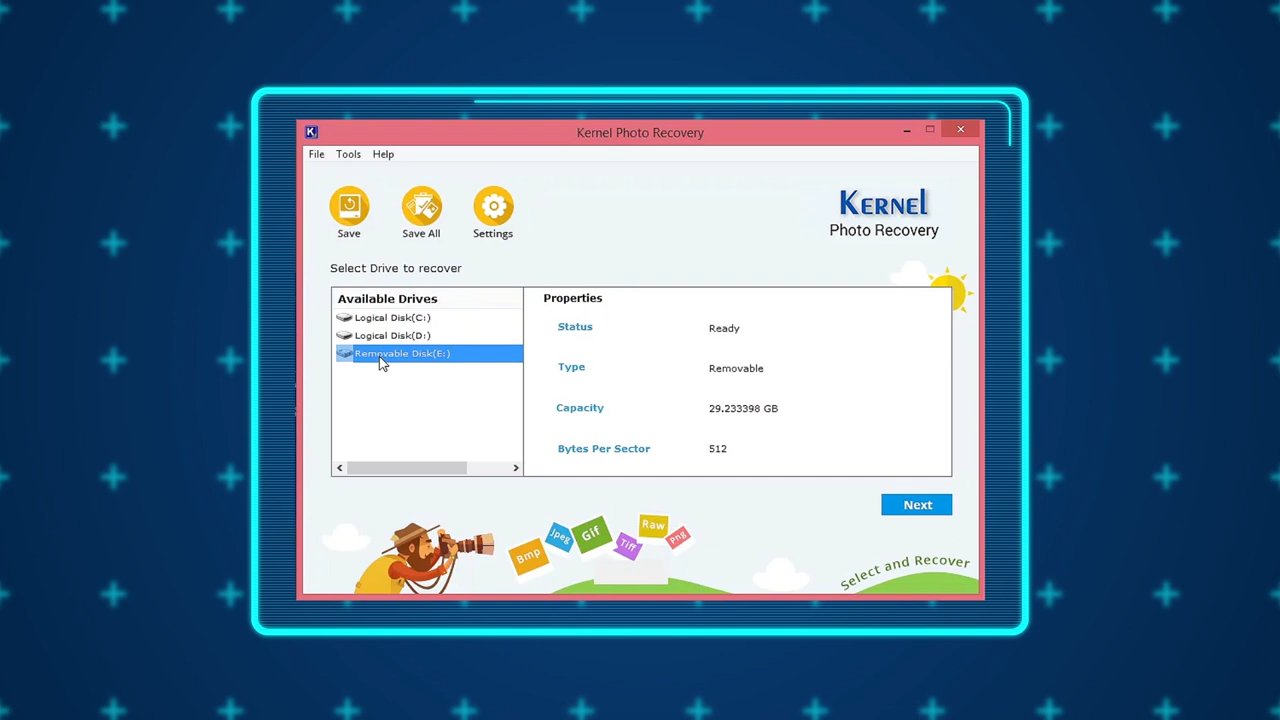 K
Kernel Photo Recovery
File Tools Help
Save
Save All
Settings
KERNEL
Photo Recovery
Select Drive to recover
Available Drives
Logical Disk(C:)
Logical Disk(D:)
Removable Disk(E:)
Properties
Status Ready
Type Removable
Capacity 29.233398 GB
Bytes Per Sector 512
Next
Bmp
Jpeg
Gif
Tiff
Raw
Png
Select and Recover